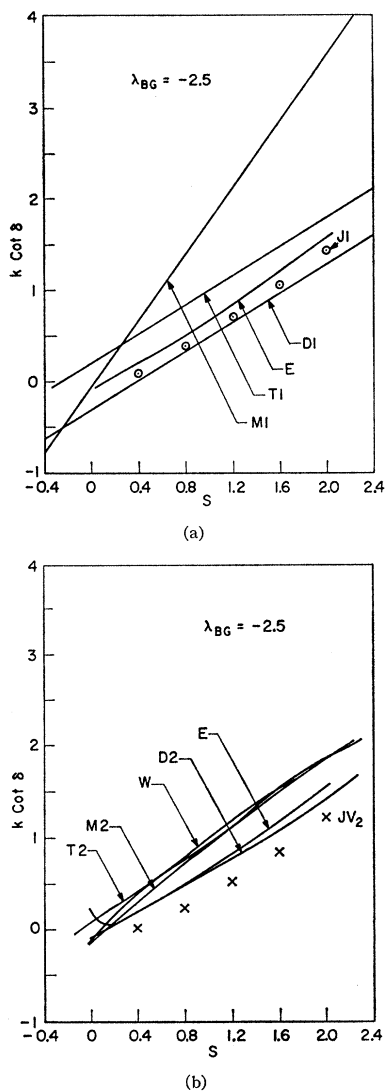 (a)
4
3
2
1
0
-1
k Cot δ
λBG = -2.5
J1
D1
E
T1
M1
-0.4 0 0.4 0.8 1.2 1.6 2.0 2.4
S
(a)
4
3
2
1
0
-1
k Cot δ
λBG = -2.5
E
D2
W
M2
T2
JV2
-0.4 0 0.4 0.8 1.2 1.6 2.0 2.4
S
(b)